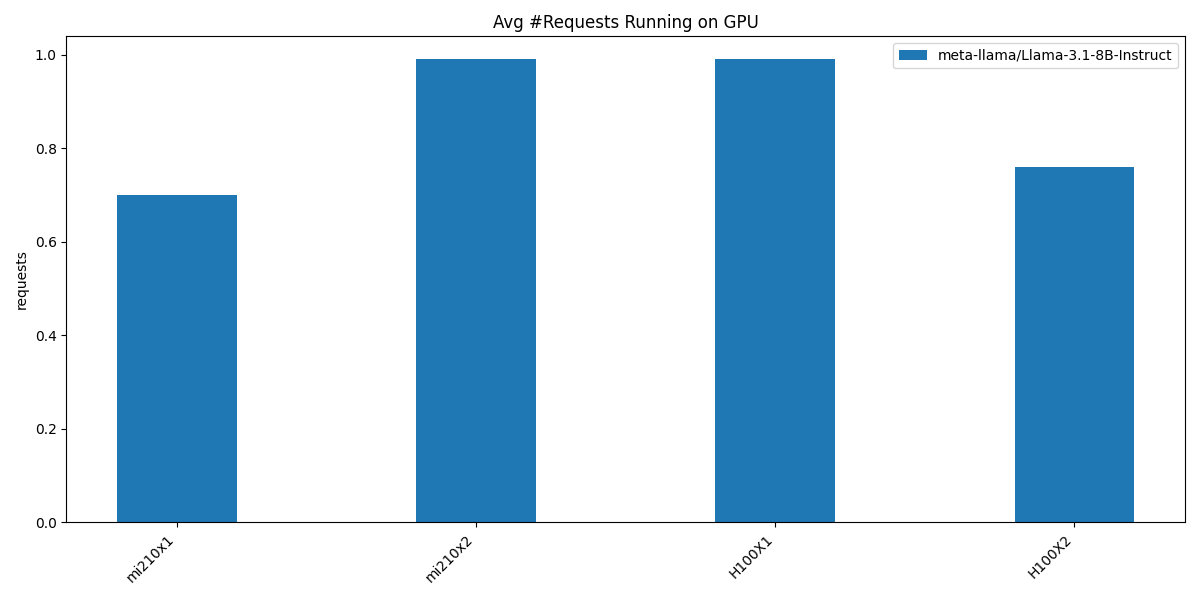 Avg #Requests Running on GPU
meta-llama/Llama-3.1-8B-Instruct
requests
1.0
0.8
0.6
0.4
0.2
0.0
mi210x1
mi210x2
H100X1
H100X2